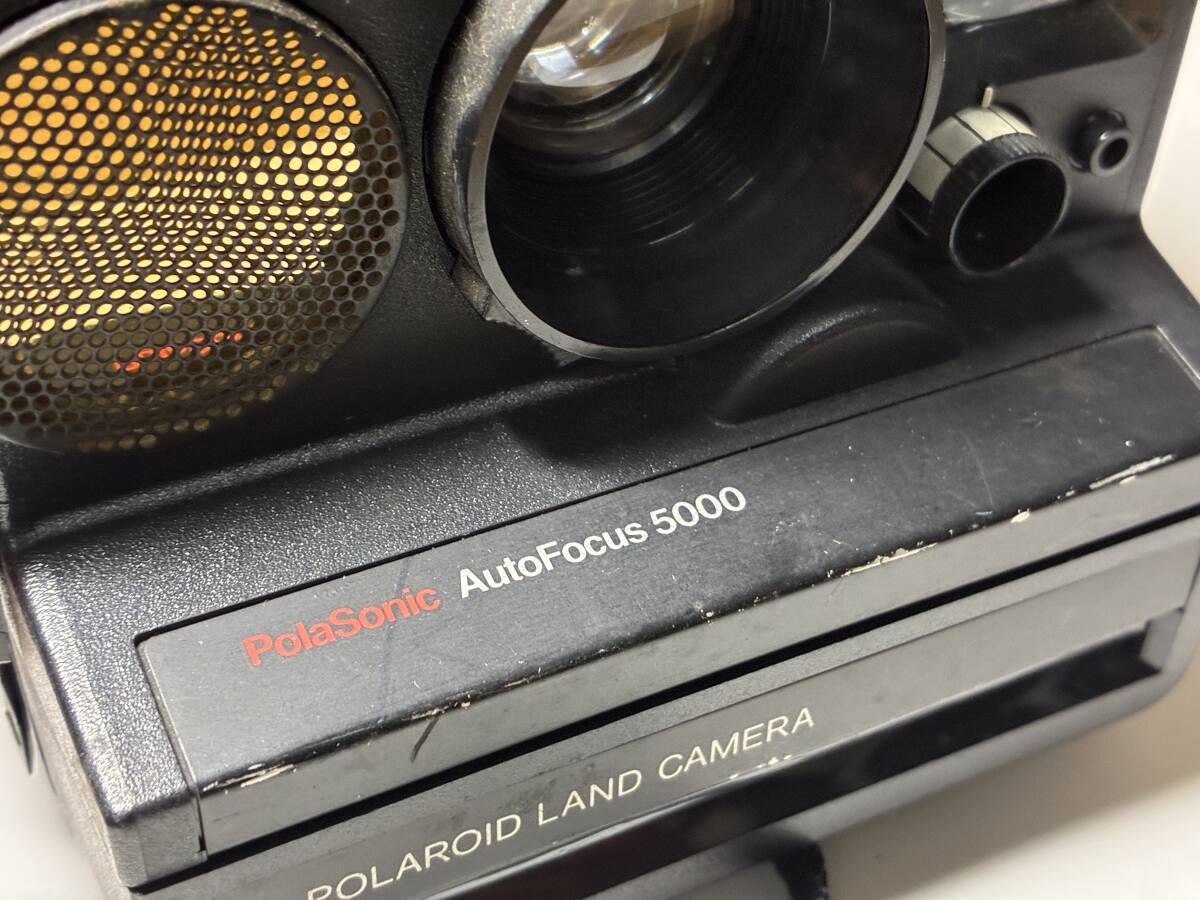 PolaSonic AutoFocus 5000
POLAROID LAND CAMERA